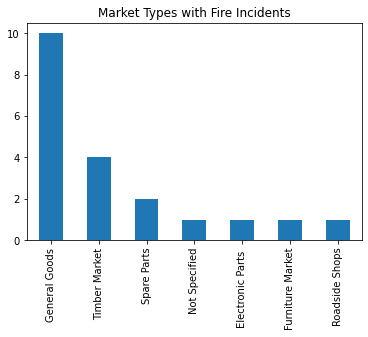 Market Types with Fire Incidents
10
8
6
4
2
0
General Goods
Timber Market
Spare Parts
Not Specified
Electronic Parts
Furniture Market
Roadside Shops